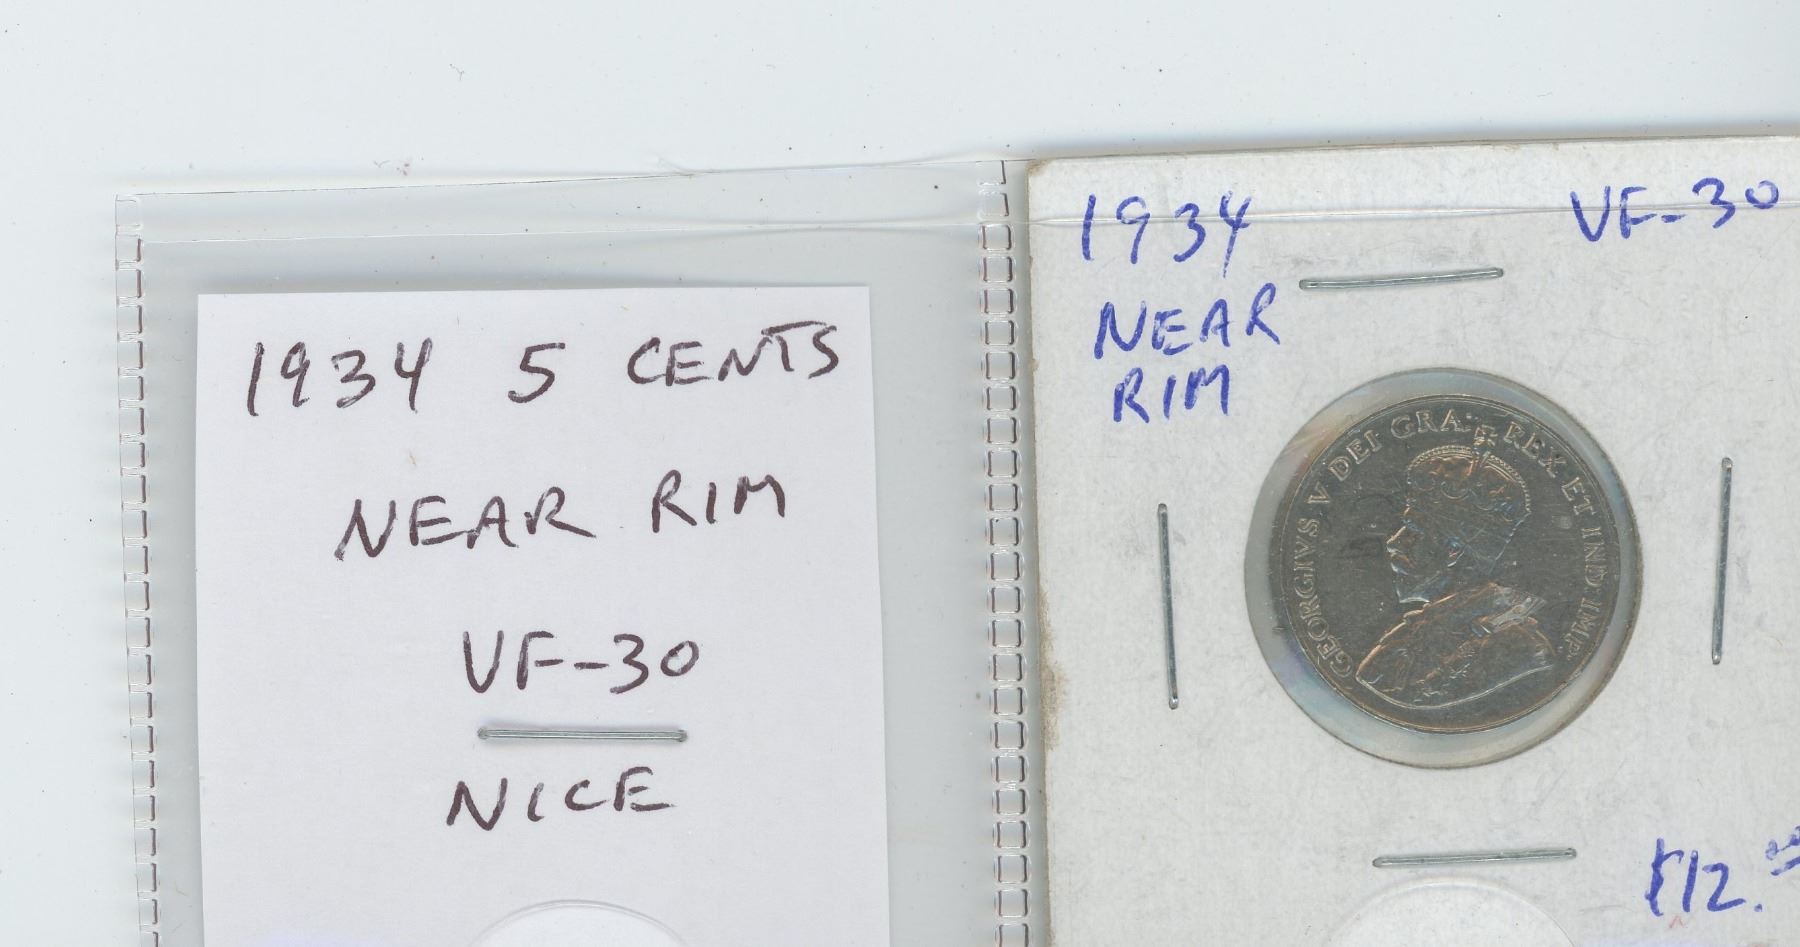 1934 5 CENTS
NEAR RIM
VF-30
NICE
1934 VF-30
NEAR
RIM
GEORGIVS V DEI GRA: REX ET IND:IMP:
$12.00